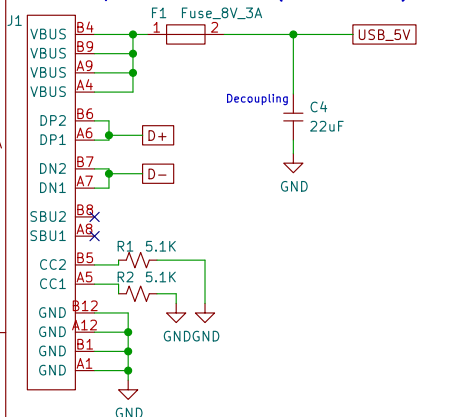 J1
F1 Fuse_8V_3A
VBUS B4 1 2 USB_5V
VBUS B9
VBUS A9
VBUS A4
Decoupling
C4
22uF
DP2 B6
DP1 A6 D+
DN2 B7
DN1 A7 D-
GND
SBU2 B8
SBU1 A8
CC2 B5 R1 5.1K
CC1 A5 R2 5.1K
GND B12
GND A12 GND GND
GND B1
GND A1
GND